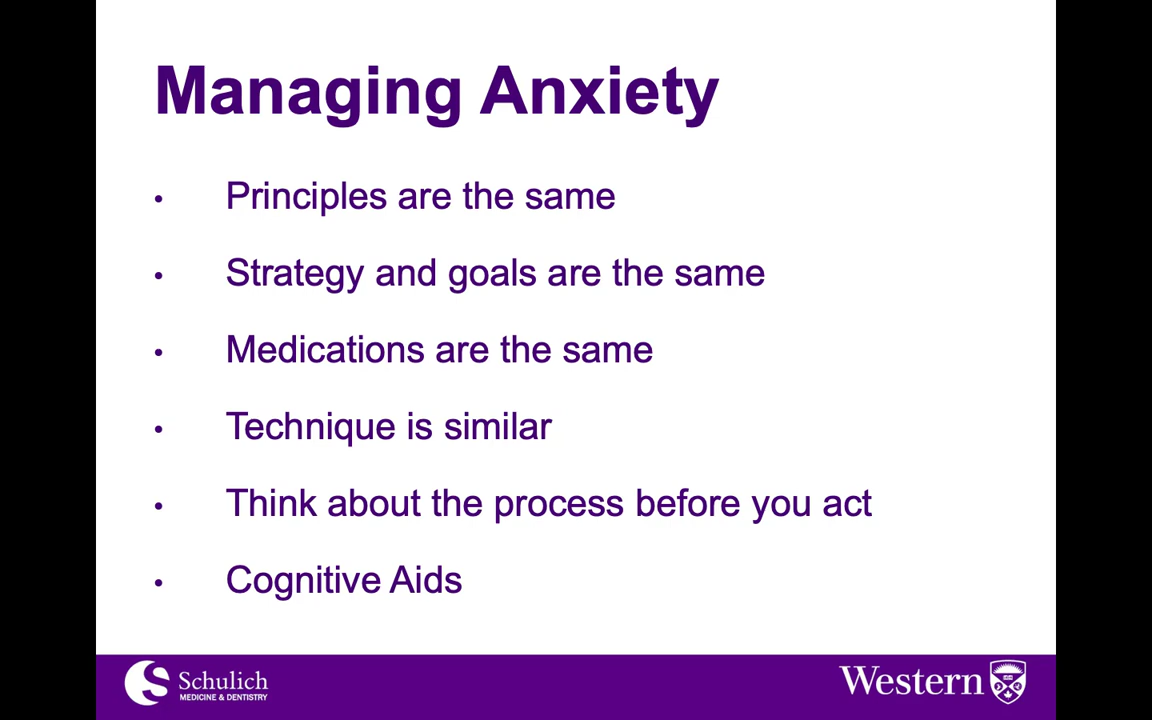 Managing Anxiety
• Principles are the same
• Strategy and goals are the same
• Medications are the same
• Technique is similar
• Think about the process before you act
• Cognitive Aids
Schulich
MEDICINE & DENTISTRY
Western